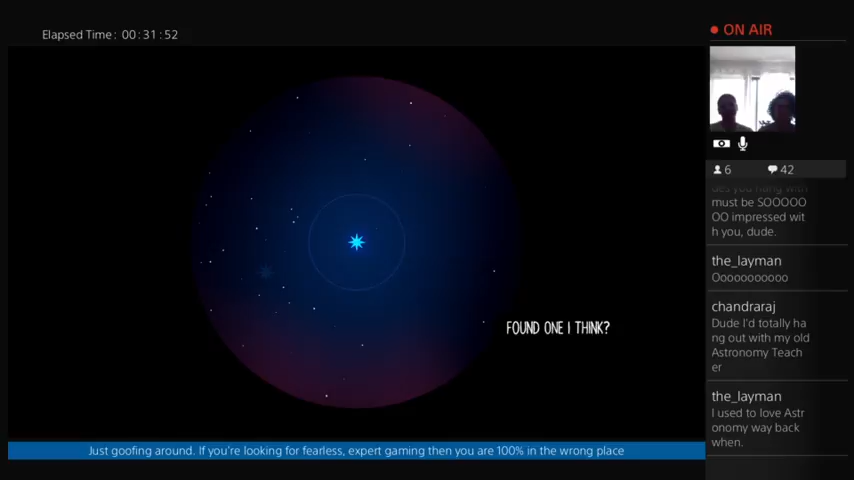 Elapsed Time: 00:31:52
ON AIR
6
42
must be SOOOOO
OO impressed wit
h you, dude.
the_layman
Ooooooooooo
chandraraj
Dude I'd totally ha
ng out with my old
Astronomy Teach
er
the_layman
I used to love Astr
onomy way back
when.
FOUND ONE I THINK?
Just goofing around. If you're looking for fearless, expert gaming then you are 100% in the wrong place